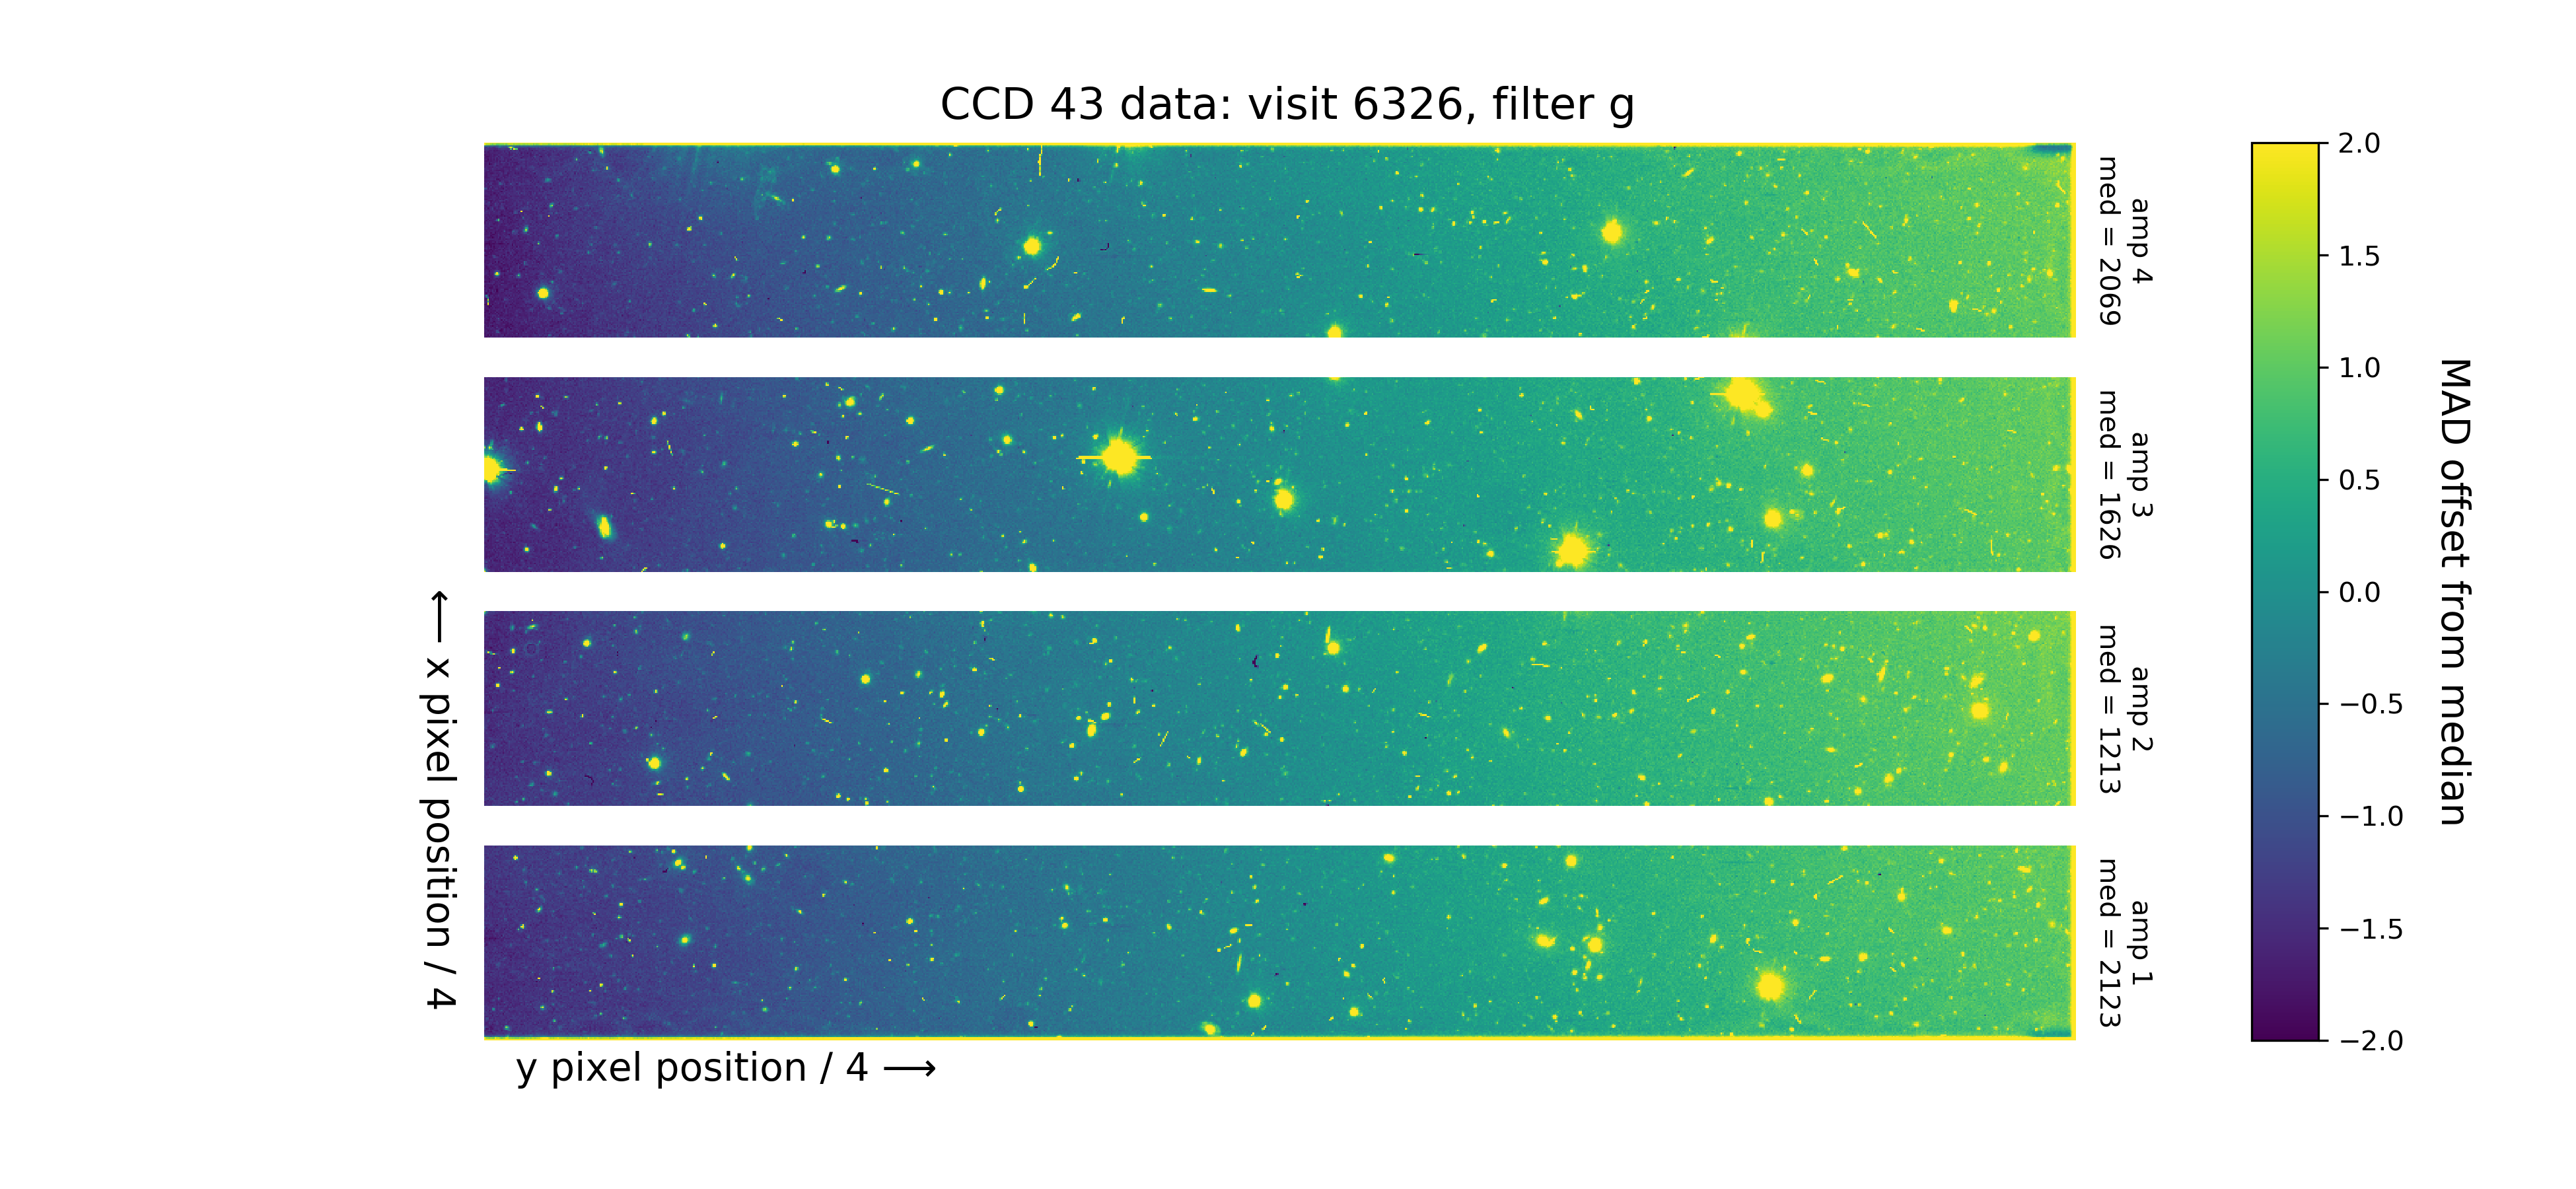 CCD 43 data: visit 6326, filter g
amp 4
med = 2069
amp 3
med = 1626
amp 2
med = 1213
amp 1
med = 2123
⟵ x pixel position / 4
y pixel position / 4 ⟶
2.0
1.5
1.0
0.5
0.0
−0.5
−1.0
−1.5
−2.0
MAD offset from median